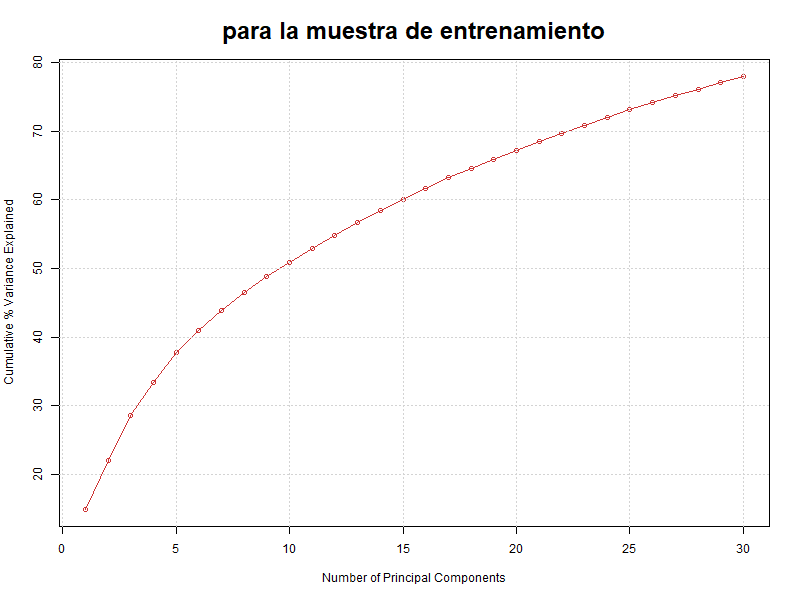 para la muestra de entrenamiento
Cumulative % Variance Explained
80
70
60
50
40
30
20
0 5 10 15 20 25 30
Number of Principal Components